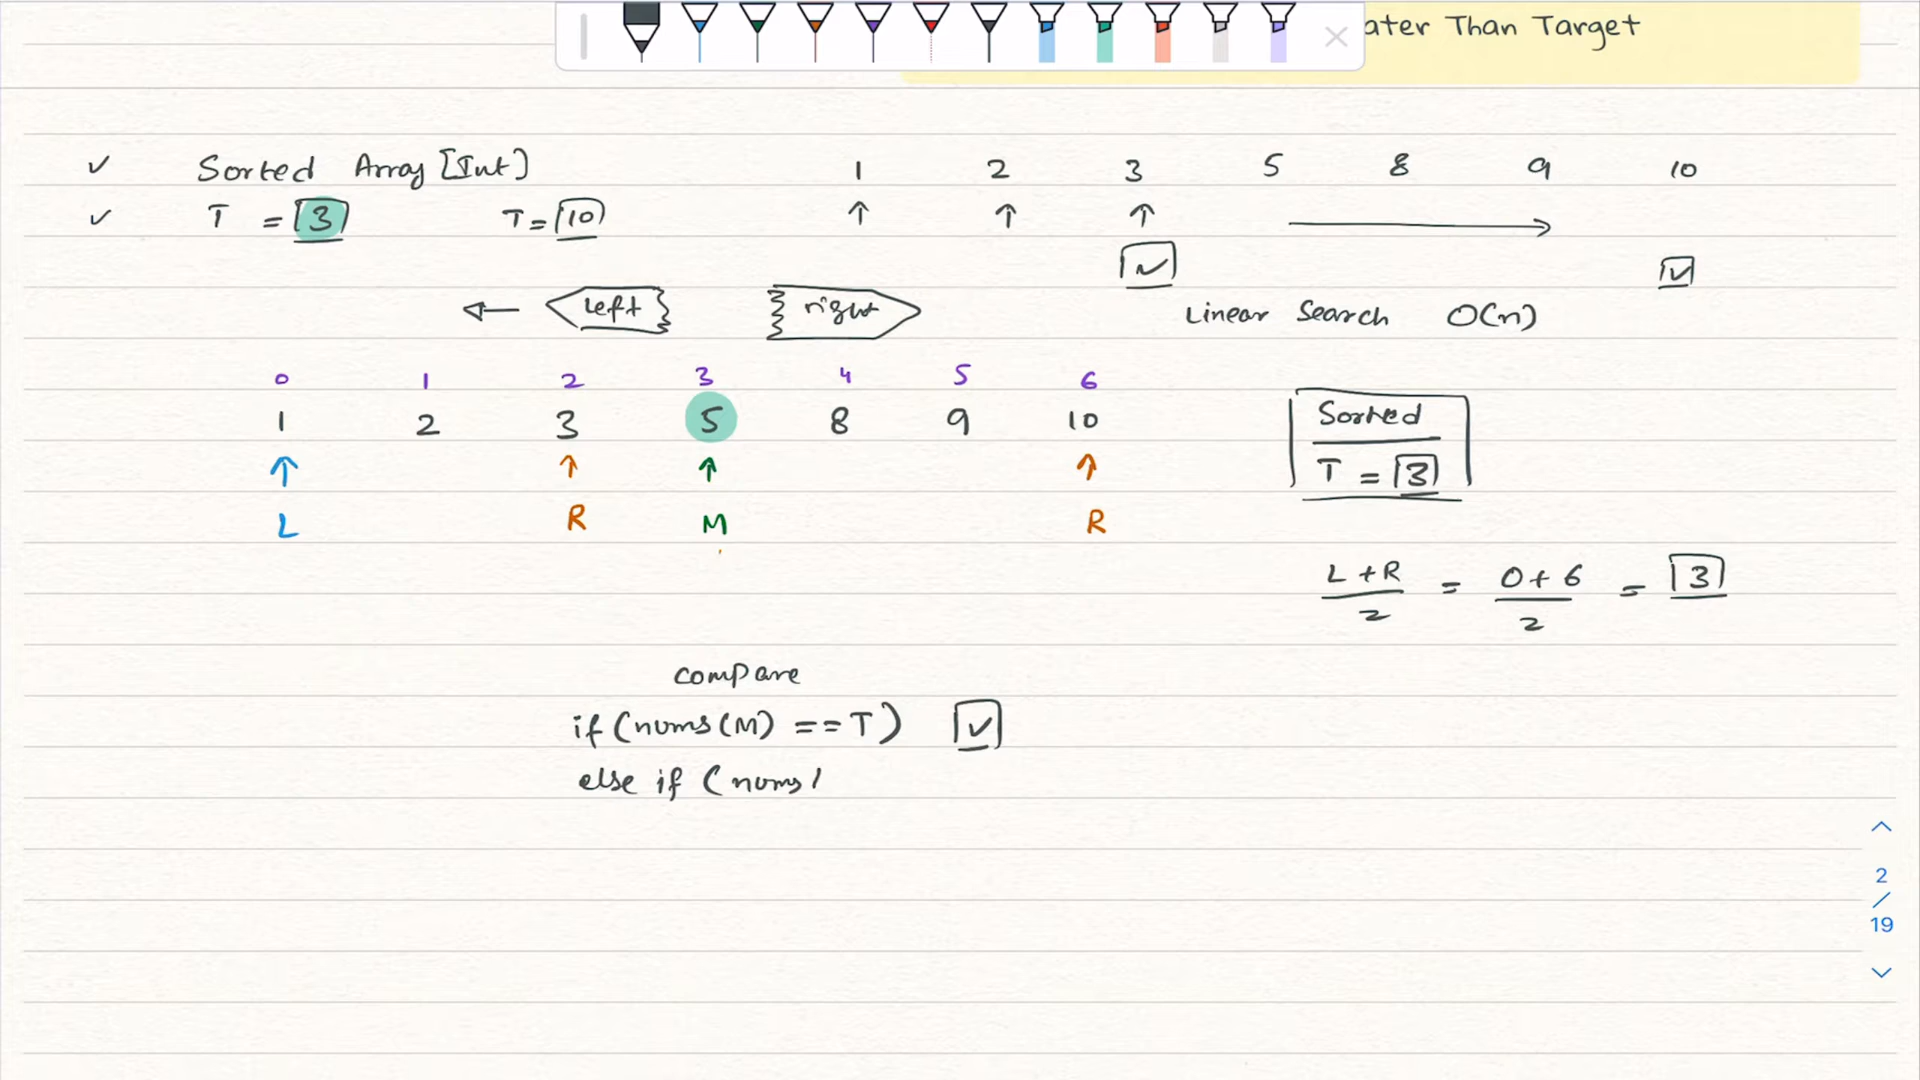 ater Than Target
Sorted Array [Int] 1 2 3 5 8 9 10
T = 3 T = 10
left right
Linear Search O(n)
0 1 2 3 4 5 6
1 2 3 5 8 9 10
Sorted
T = 3
L R M R
L + R / 2 = 0 + 6 / 2 = 3
compare
if (nums(M) == T)
else if ( nums (
2
/
19